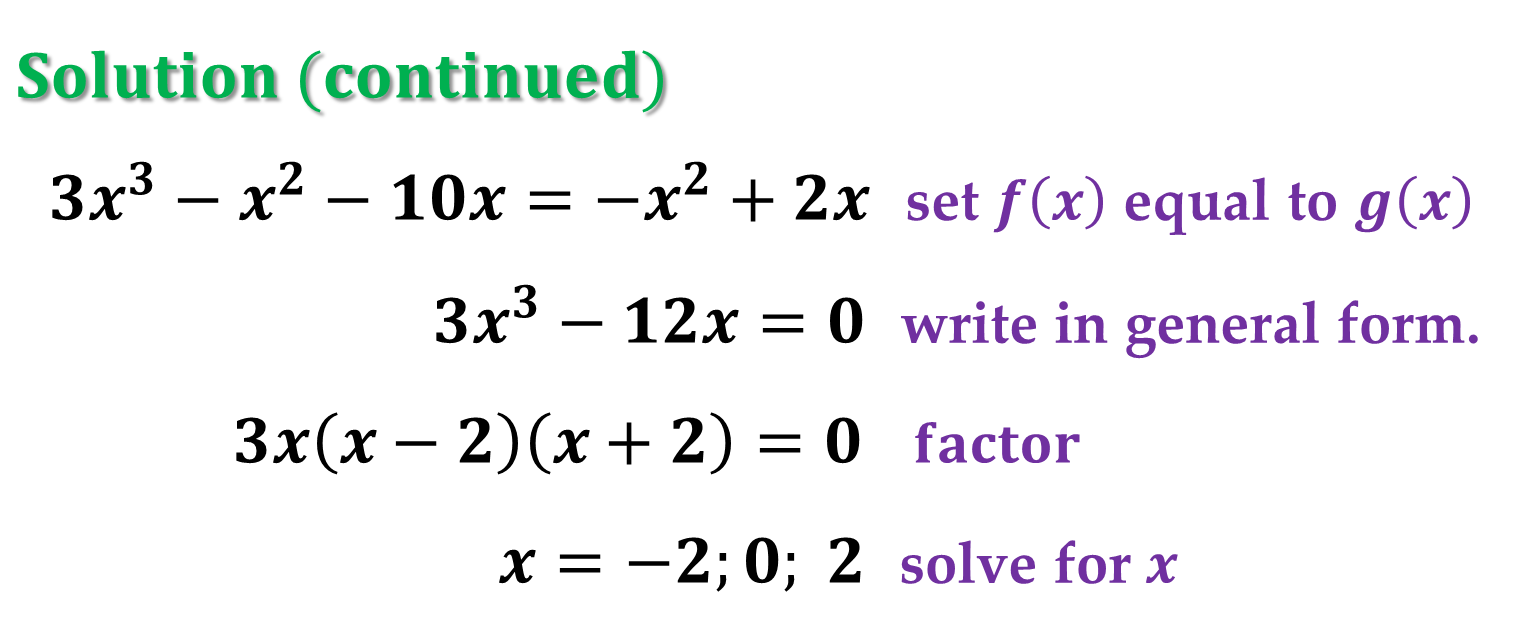 Solution (continued)
3x³ − x² − 10x = −x² + 2x set f(x) equal to g(x)
3x³ − 12x = 0 write in general form.
3x(x − 2)(x + 2) = 0 factor
x = −2; 0; 2 solve for x